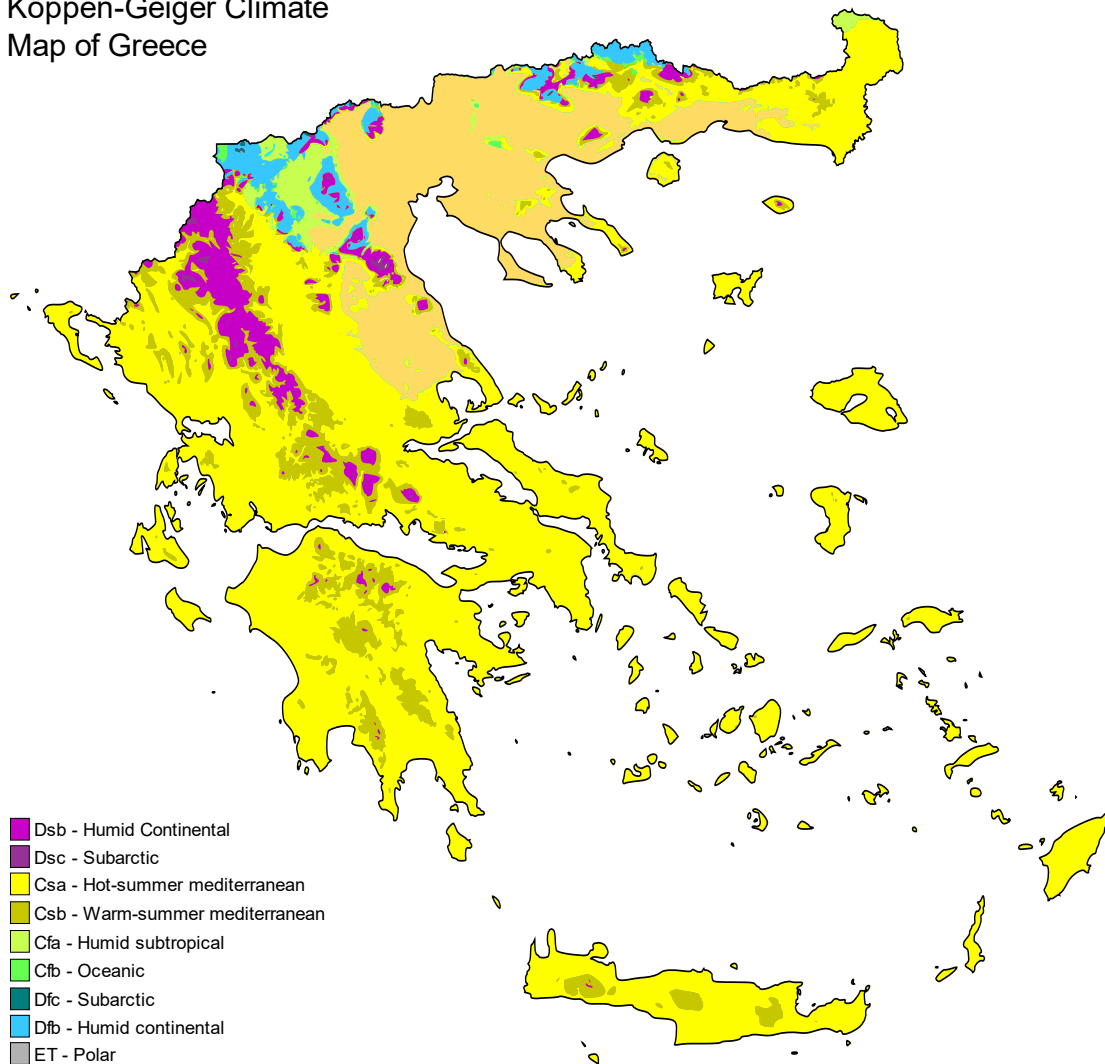 Koppen-Geiger Climate
Map of Greece
Dsb - Humid Continental
Dsc - Subarctic
Csa - Hot-summer mediterranean
Csb - Warm-summer mediterranean
Cfa - Humid subtropical
Cfb - Oceanic
Dfc - Subarctic
Dfb - Humid continental
ET - Polar